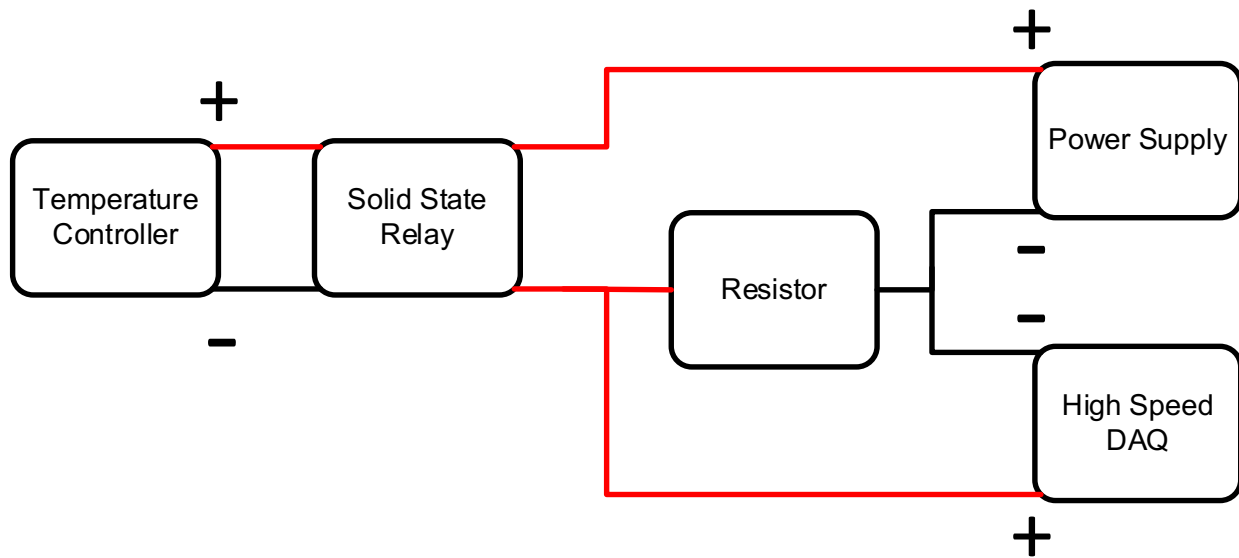 +
+
Power Supply
Temperature
Controller
Solid State
Relay
-
Resistor
-
-
High Speed
DAQ
+